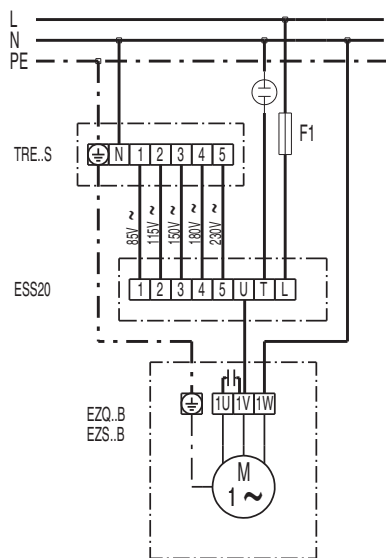 L
N
PE
F1
TRE..S
N 1 2 3 4 5
85V ~
115V ~
150V ~
180V ~
230V ~
ESS20
1 2 3 4 5 U T L
EZQ..B
EZS..B
1U 1V 1W
M
1 ~